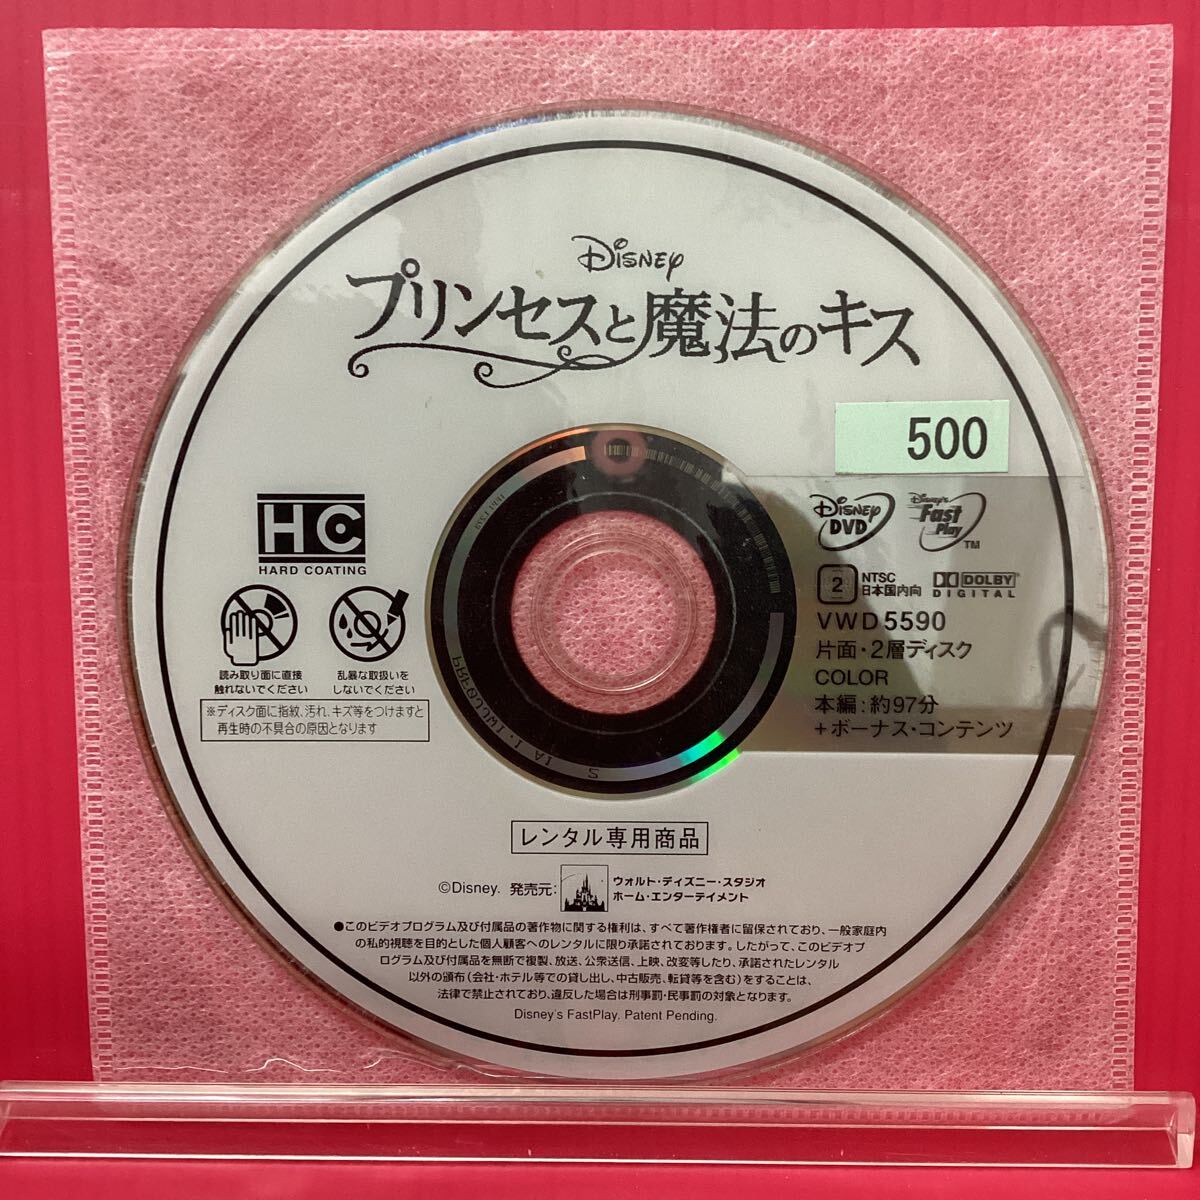 DISNEY
プリンセスと魔法のキス
500
HC
HARD COATING
読み取り面に直接
触れないでください
乱暴な取扱いを
しないでください
※ディスク面に指紋、汚れ、キズ等をつけますと
再生時の不具合の原因となります
DISNEY DVD
Disney's Fast Play TM
2 NTSC 日本国内向
DOLBY DIGITAL
VWD5590
片面・2層ディスク
COLOR
本編:約97分
+ボーナス・コンテンツ
レンタル専用商品
©Disney. 発売元: ウォルト・ディズニー・スタジオ
ホーム・エンターテイメント
●このビデオプログラム及び付属品の著作物に関する権利は、すべて著作権者に留保されており、一般家庭内
の私的視聴を目的とした個人顧客へのレンタルに限り承諾されております。したがって、このビデオプ
ログラム及び付属品を無断で複製、放送、公衆送信、上映、改変等したり、承諾されたレンタル
以外の頒布(会社・ホテル等での貸し出し、中古販売、転貸等を含む)をすることは、
法律で禁止されており、違反した場合は刑事罰・民事罰の対象となります。
Disney's FastPlay. Patent Pending.